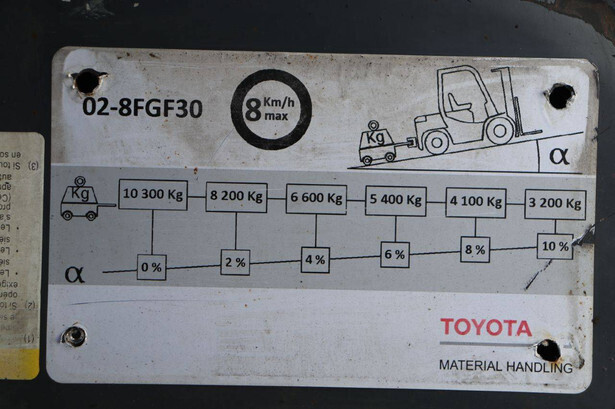 02-8FGF30
8 Km/h
max
Kg
α
Kg
10 300 Kg 8 200 Kg 6 600 Kg 5 400 Kg 4 100 Kg 3 200 Kg
α 0 % 2 % 4 % 6 % 8 % 10 %
TOYOTA
MATERIAL HANDLING